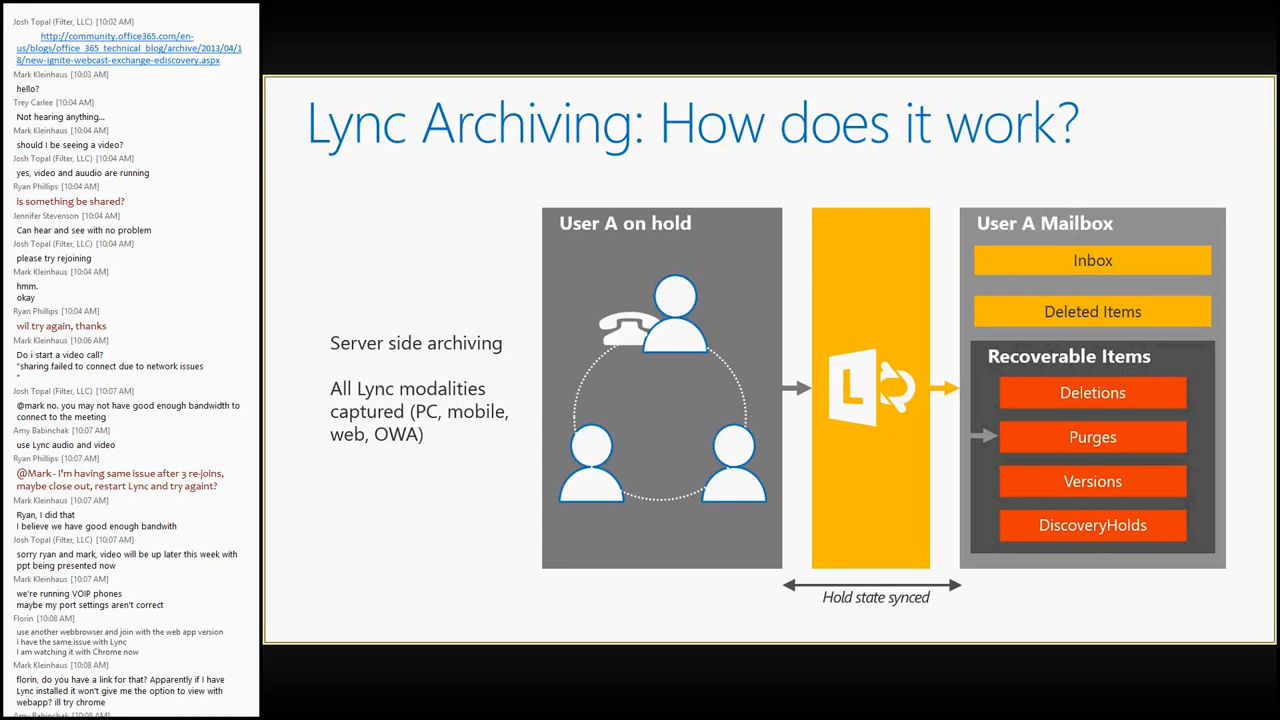 Josh Topal (Filter, LLC) [10:02 AM]
http://community.office365.com/en-
us/blogs/office_365_technical_blog/archive/2013/04/1
8/new-ignite-webcast-exchange-ediscovery.aspx
Mark Kleinhaus [10:03 AM]
hello?
Trey Carlee [10:04 AM]
Not hearing anything...
Mark Kleinhaus [10:04 AM]
should I be seeing a video?
Josh Topal (Filter, LLC) [10:04 AM]
yes, video and auudio are running
Ryan Phillips [10:04 AM]
is something be shared?
Jennifer Stevenson [10:04 AM]
Can hear and see with no problem
Josh Topal (Filter, LLC) [10:04 AM]
please try rejoining
Mark Kleinhaus [10:04 AM]
hmm.
okay
Ryan Phillips [10:04 AM]
wil try again, thanks
Mark Kleinhaus [10:06 AM]
Do i start a video call?
"sharing failed to connect due to network issues
"
Josh Topal (Filter, LLC) [10:07 AM]
@mark no. you may not have good enough bandwidth to
connect to the meeting
Amy Babinchak [10:07 AM]
use Lync audio and video
Ryan Phillips [10:07 AM]
@Mark - I'm having same issue after 3 re-joins,
maybe close out, restart Lync and try againt?
Mark Kleinhaus [10:07 AM]
Ryan, I did that
I believe we have good enough bandwith
Josh Topal (Filter, LLC) [10:07 AM]
sorry ryan and mark, video will be up later this week with
ppt being presented now
Mark Kleinhaus [10:07 AM]
we're running VOIP phones
maybe my port settings aren't correct
Florin [10:08 AM]
use another webbrowser and join with the web app version
I have the same issue with Lync
I am watching it with Chrome now
Mark Kleinhaus [10:08 AM]
florin, do you have a link for that? Apparently if I have
Lync installed it won't give me the option to view with
webapp? ill try chrome
Amy Babinchak [10:08 AM]
Lync Archiving: How does it work?
Server side archiving
All Lync modalities
captured (PC, mobile,
web, OWA)
User A on hold
L
Hold state synced
User A Mailbox
Inbox
Deleted Items
Recoverable Items
Deletions
Purges
Versions
DiscoveryHolds